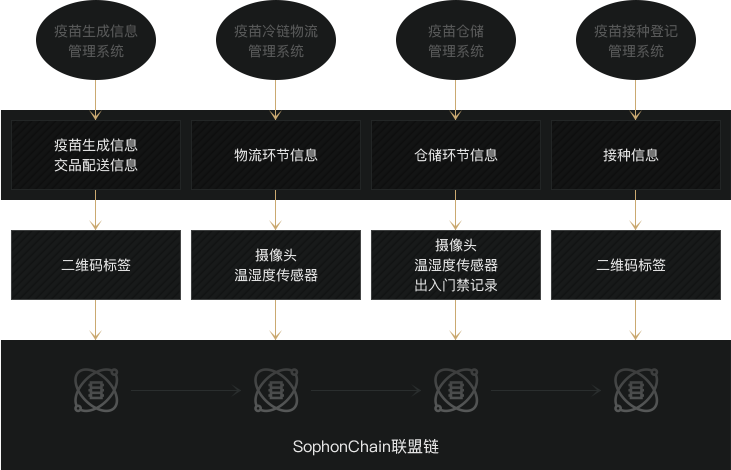 疫苗生成信息
管理系统
疫苗冷链物流
管理系统
疫苗仓储
管理系统
疫苗接种登记
管理系统
疫苗生成信息
交品配送信息
物流环节信息
仓储环节信息
接种信息
二维码标签
摄像头
温湿度传感器
摄像头
温湿度传感器
出入门禁记录
二维码标签
SophonChain联盟链